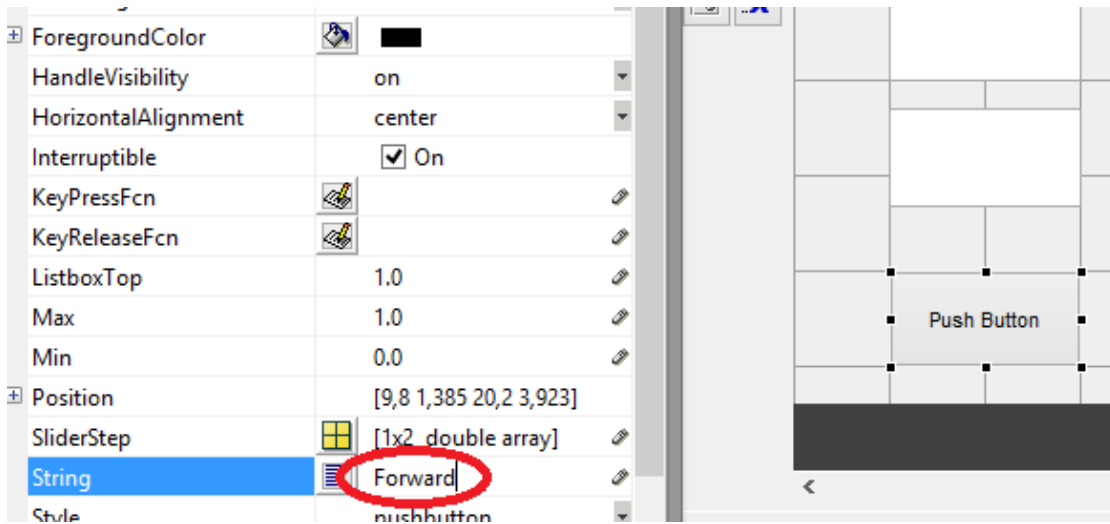 ForegroundColor
HandleVisibility on
HorizontalAlignment center
Interruptible On
KeyPressFcn
KeyReleaseFcn
ListboxTop 1.0
Max 1.0
Min 0.0
Position [9,8 1,385 20,2 3,923]
SliderStep [1x2 double array]
String Forward
Style pushbutton
Push Button